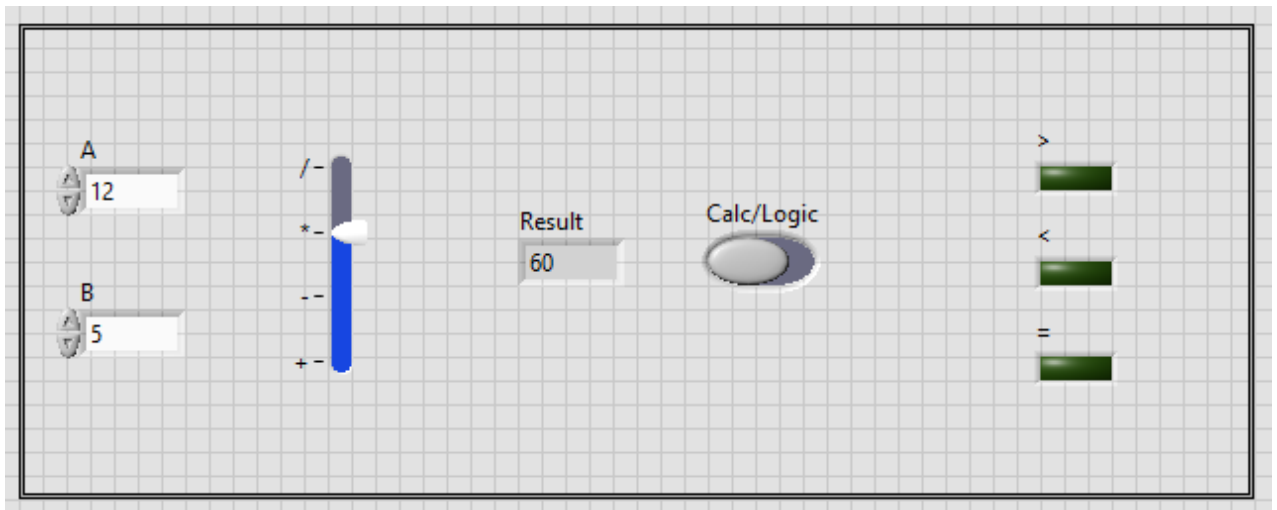 A
12
B
5
/-
*-
--
+-
Result
60
Calc/Logic
>
<
=